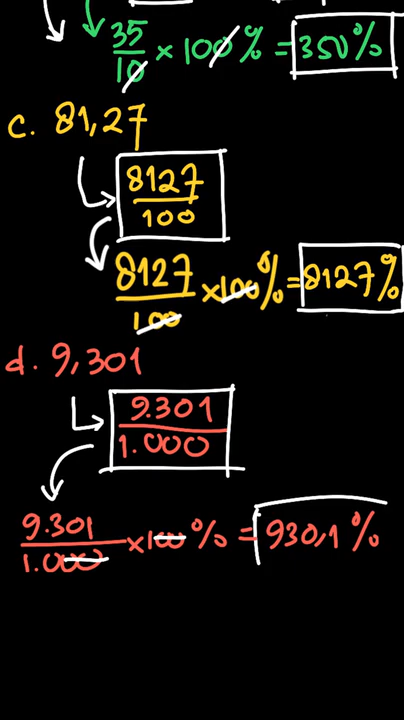 35/10 × 100% = 350%
c. 81,27
8127/100
8127/100 × 100% = 8127%
d. 9,301
9.301/1.000
9.301/1.000 × 100% = 930,1%